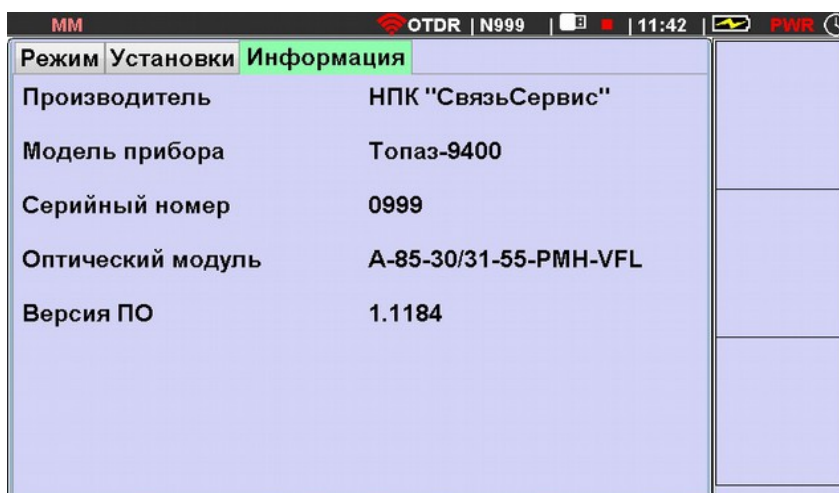 MM OTDR | N999 | | 11:42 | PWR
Режим Установки Информация
Производитель НПК "СвязьСервис"
Модель прибора Топаз-9400
Серийный номер 0999
Оптический модуль A-85-30/31-55-PMH-VFL
Версия ПО 1.1184